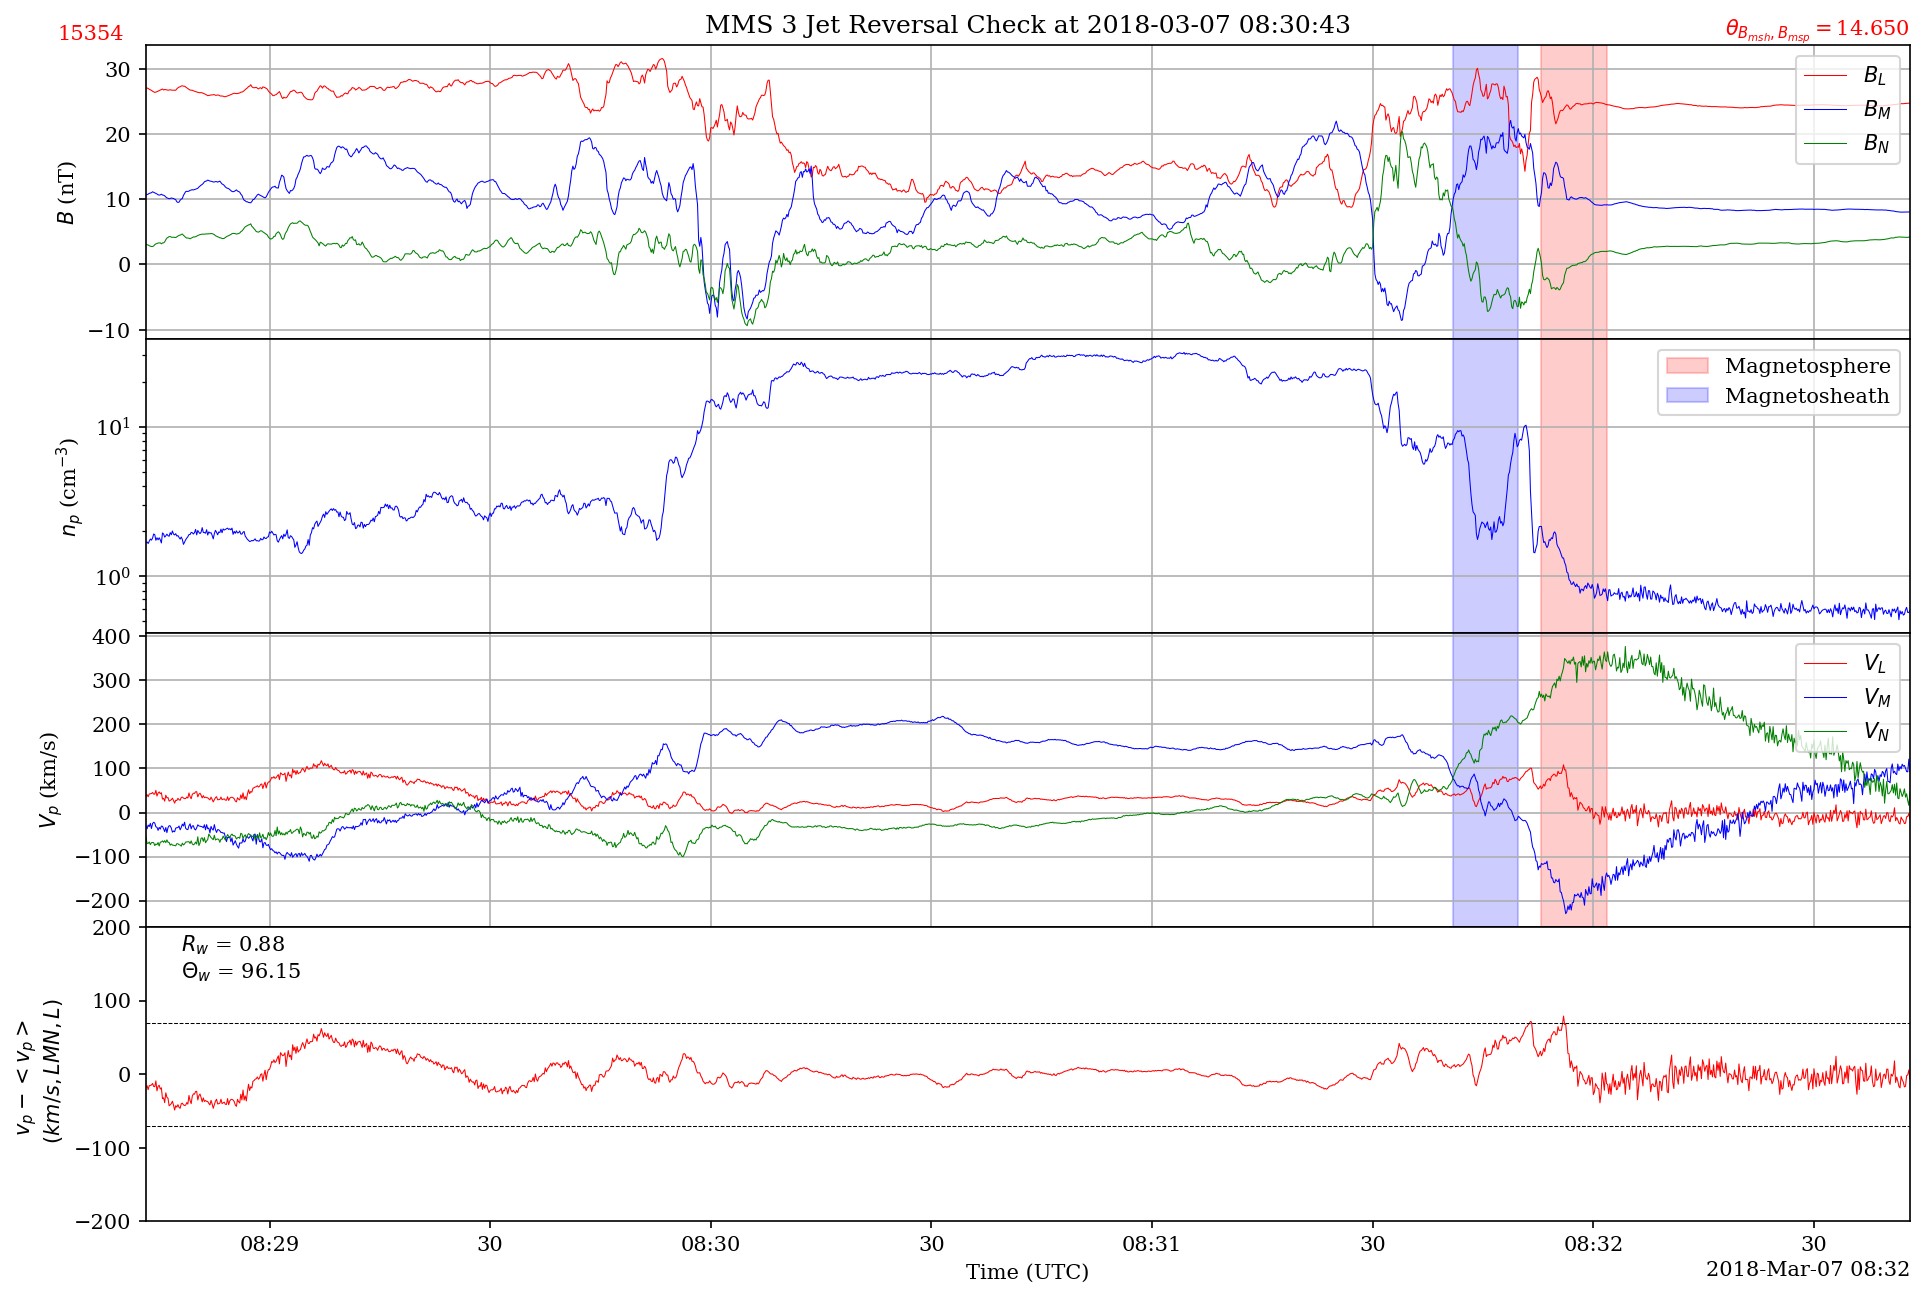 MMS 3 Jet Reversal Check at 2018-03-07 08:30:43
15354
θ_{B_{msh}, B_{msp}} = 14.650
30
20
10
0
−10
B (nT)
B_L
B_M
B_N
10^1
10^0
n_p (cm^{−3})
Magnetosphere
Magnetosheath
400
300
200
100
0
−100
−200
V_p (km/s)
V_L
V_M
V_N
200
100
0
−100
−200
v_p − < v_p >
(km/s, LMN, L)
R_w = 0.88
Θ_w = 96.15
08:29
30
08:30
30
08:31
30
08:32
30
Time (UTC)
2018-Mar-07 08:32